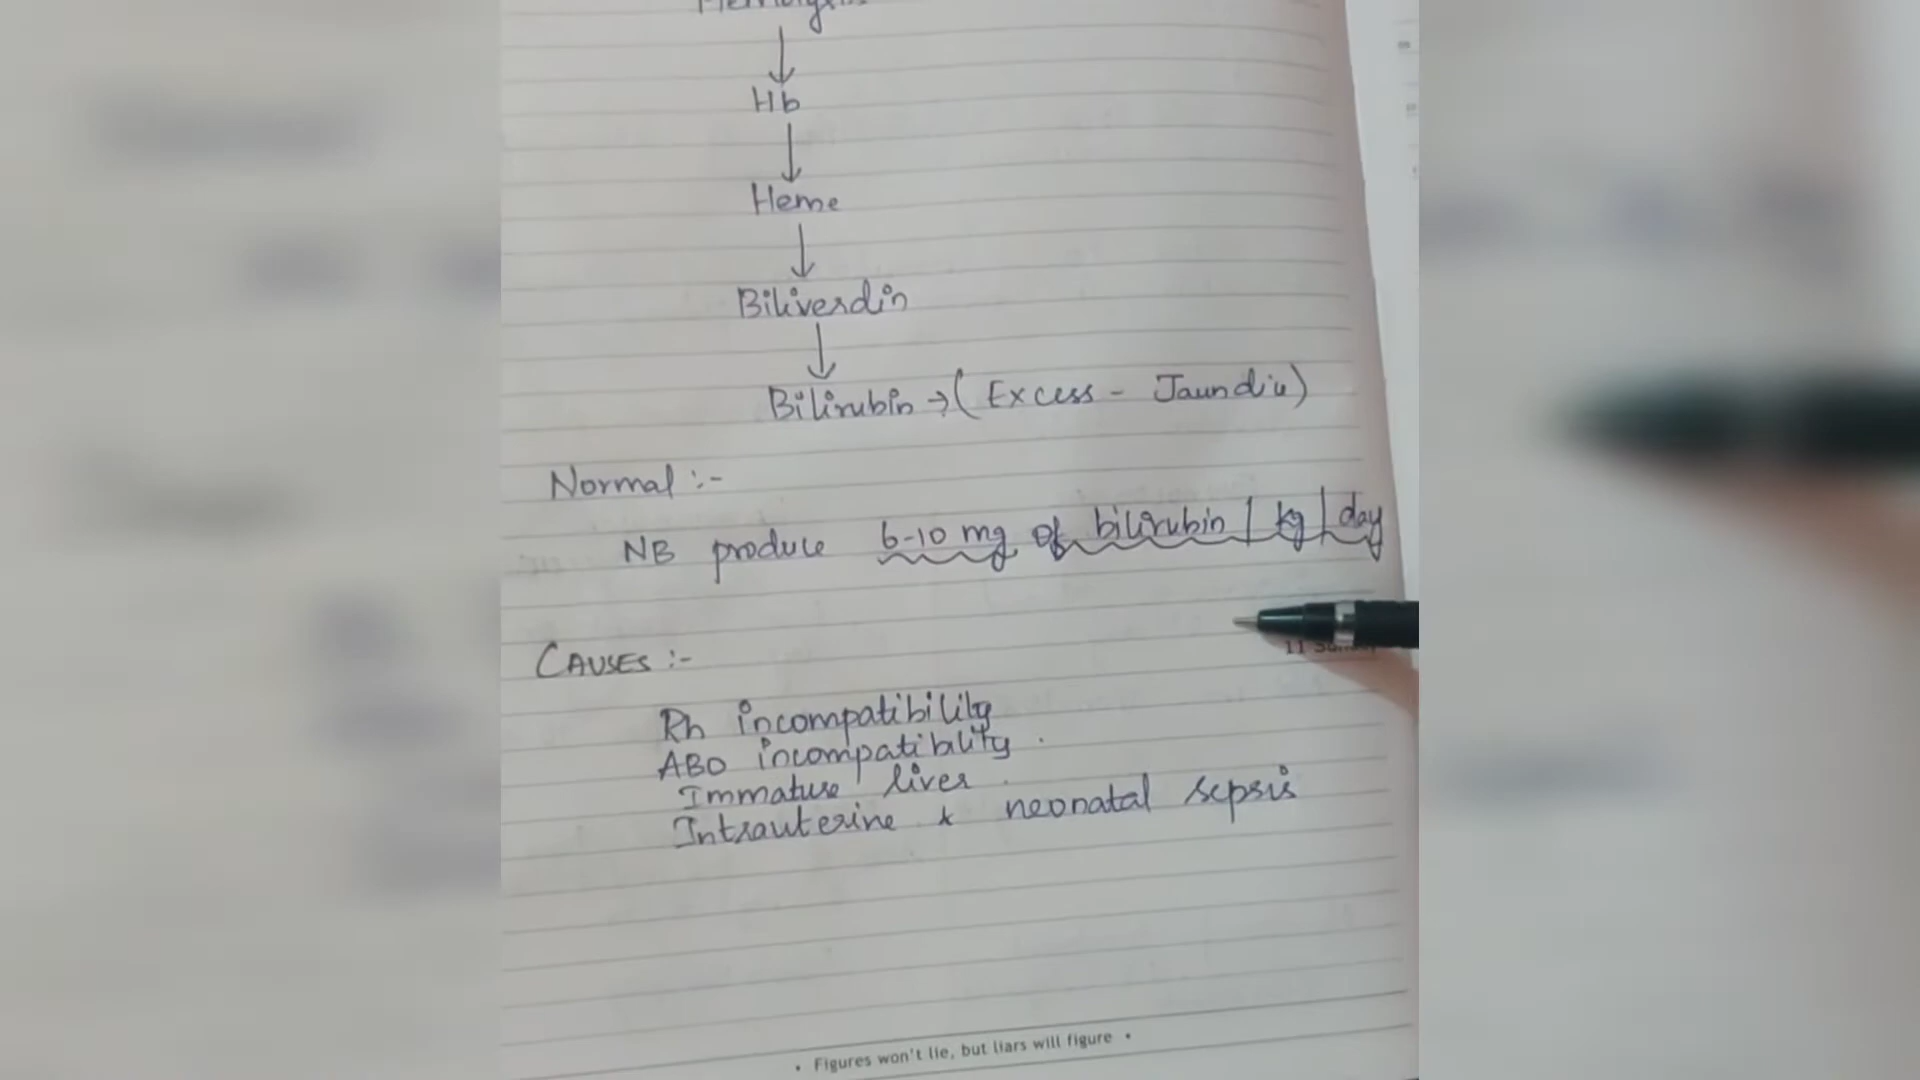 Hb
Heme
Biliverdin
Bilirubin → (Excess - Jaundice)
Normal :-
NB produce 6-10 mg of bilirubin / kg / day
CAUSES :-
Rh incompatibility
ABO incompatiblity
Immature liver
Intrauterine & neonatal sepsis
• Figures won't lie, but liars will figure •